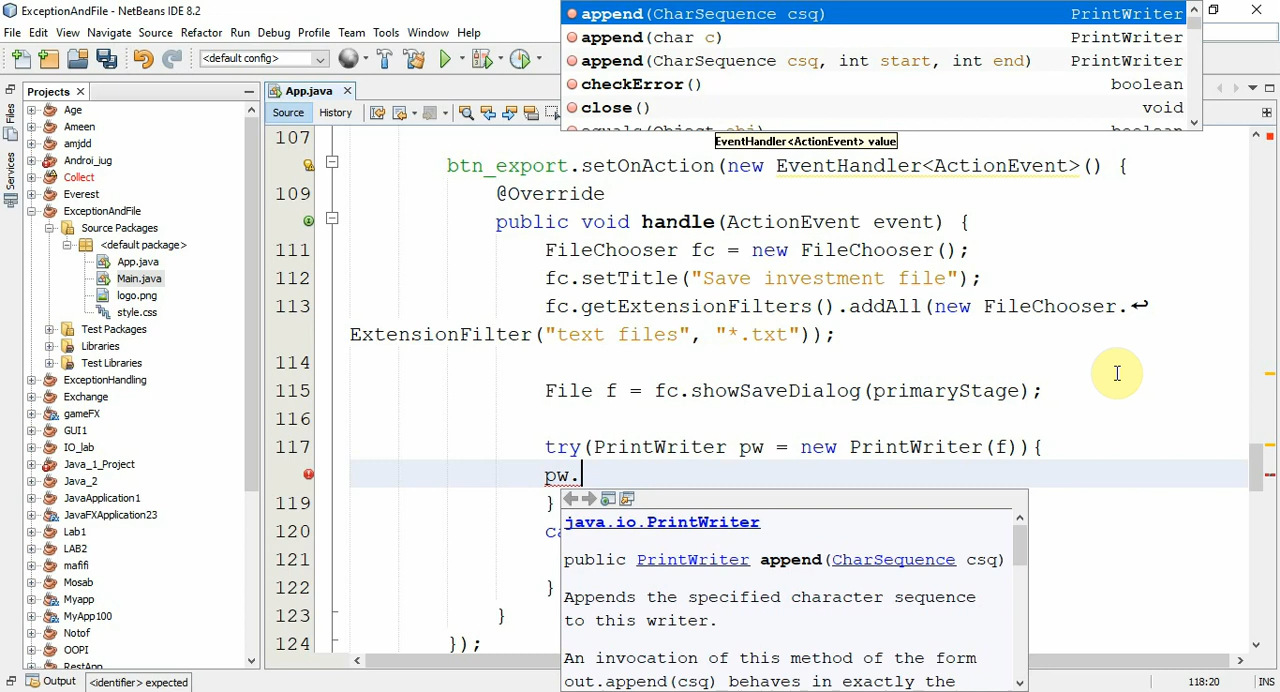 ExceptionAndFile - NetBeans IDE 8.2
File Edit View Navigate Source Refactor Run Debug Profile Team Tools Window Help
<default config>
Projects
App.java
Source History
Files
Services
Age
Ameen
amjdd
Androi_jug
Collect
Everest
ExceptionAndFile
Source Packages
<default package>
App.java
Main.java
logo.png
style.css
Test Packages
Libraries
Test Libraries
ExceptionHandling
Exchange
gameFX
GUI1
IO_lab
Java_1_Project
Java_2
JavaApplication1
JavaFXApplication23
Lab1
LAB2
mafifi
Mosab
Myapp
MyApp100
Notof
OOPI
RestApp
append(CharSequence csq) PrintWriter
append(char c) PrintWriter
append(CharSequence csq, int start, int end) PrintWriter
checkError() boolean
close() void
equals(Object obj) boolean
EventHandler<ActionEvent> value
107
btn_export.setOnAction(new EventHandler<ActionEvent>() {
109 @Override
public void handle(ActionEvent event) {
111 FileChooser fc = new FileChooser();
112 fc.setTitle("Save investment file");
113 fc.getExtensionFilters().addAll(new FileChooser.↩
ExtensionFilter("text files", "*.txt"));
114
115 File f = fc.showSaveDialog(primaryStage);
116
117 try(PrintWriter pw = new PrintWriter(f)){
pw.
119 }
120
121
122 }
123 }
124 });
java.io.PrintWriter
public PrintWriter append(CharSequence csq)
Appends the specified character sequence
to this writer.
An invocation of this method of the form
out.append(csq) behaves in exactly the
Output
<identifier> expected
118:20 INS